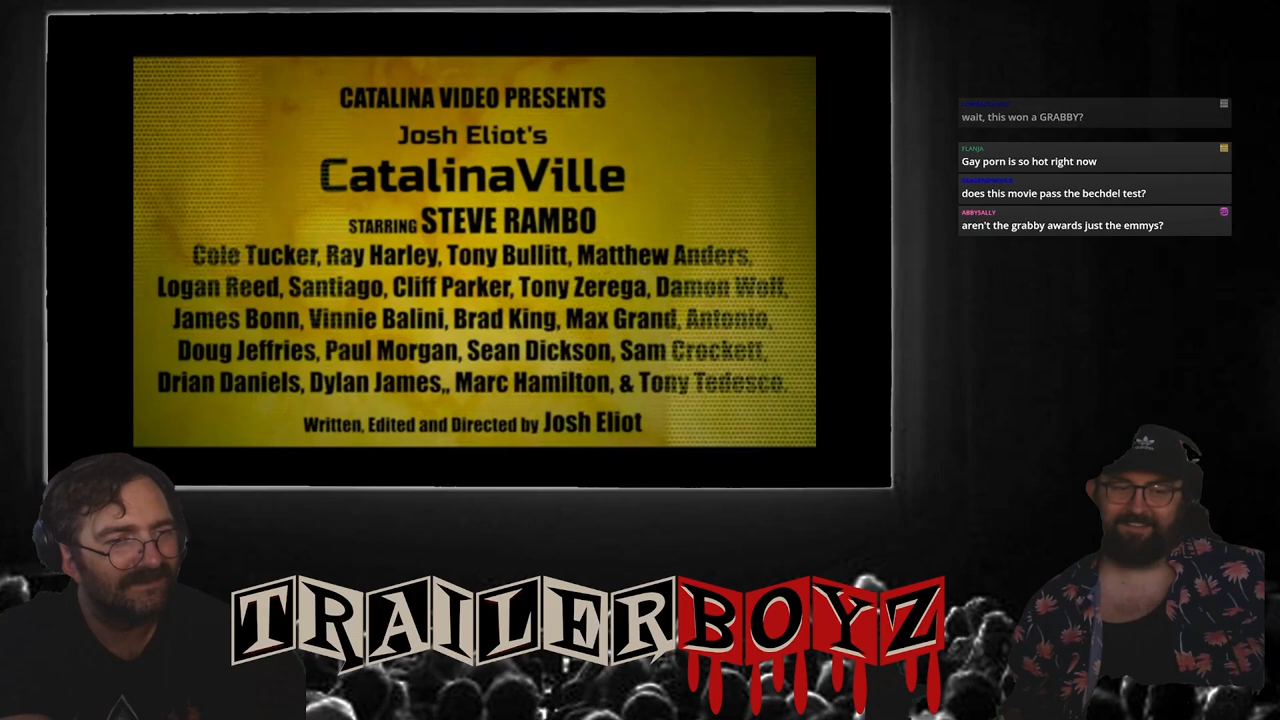 CATALINA VIDEO PRESENTS
Josh Eliot's
CatalinaVille
STARRING STEVE RAMBO
Cole Tucker, Ray Harley, Tony Bullitt, Matthew Anders,
Logan Reed, Santiago, Cliff Parker, Tony Zerega, Damon Wolf,
James Bonn, Vinnie Balini, Brad King, Max Grand, Antonio,
Doug Jeffries, Paul Morgan, Sean Dickson, Sam Crockett,
Drian Daniels, Dylan James,, Marc Hamilton, & Tony Tedesco.
Written, Edited and Directed by Josh Eliot
wait, this won a GRABBY?
FLANJA
Gay porn is so hot right now
does this movie pass the bechdel test?
ABBYSALLY
aren't the grabby awards just the emmys?
TRAILERBOYZ